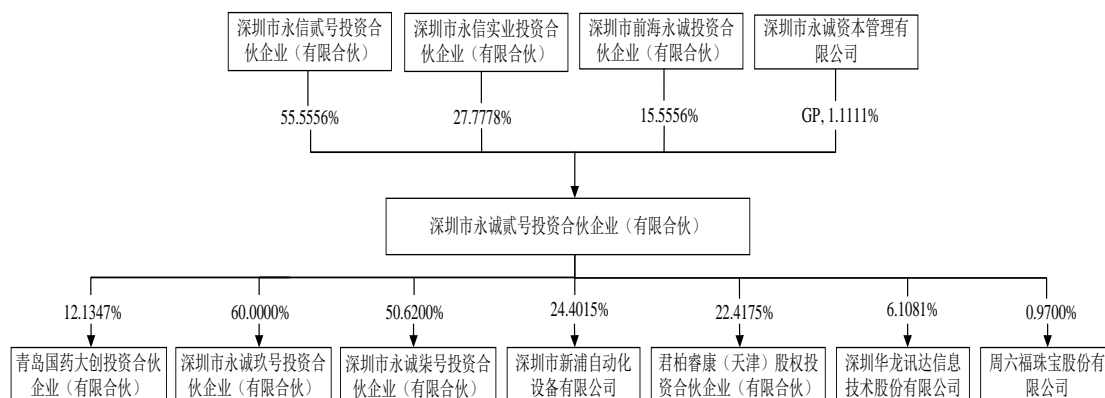 深圳市永信贰号投资合
伙企业（有限合伙）
深圳市永信实业投资合
伙企业（有限合伙）
深圳市前海永诚投资合
伙企业（有限合伙）
深圳市永诚资本管理有
限公司
55.5556%
27.7778%
15.5556%
GP, 1.1111%
深圳市永诚贰号投资合伙企业（有限合伙）
12.1347%
60.0000%
50.6200%
24.4015%
22.4175%
6.1081%
0.9700%
青岛国药大创投资合伙
企业（有限合伙）
深圳市永诚玖号投资合
伙企业（有限合伙）
深圳市永诚柒号投资合
伙企业（有限合伙）
深圳市新浦自动化
设备有限公司
君柏睿康（天津）股权投
资合伙企业（有限合伙）
深圳华龙讯达信息
技术股份有限公司
周六福珠宝股份有
限公司